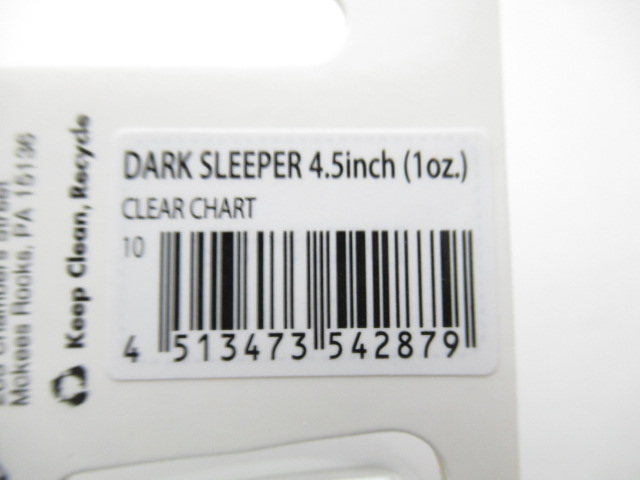 DARK SLEEPER 4.5inch (1oz.)
CLEAR CHART
10
4 513473 542879
Keep Clean, Recycle
Mckees Rocks, PA 15136